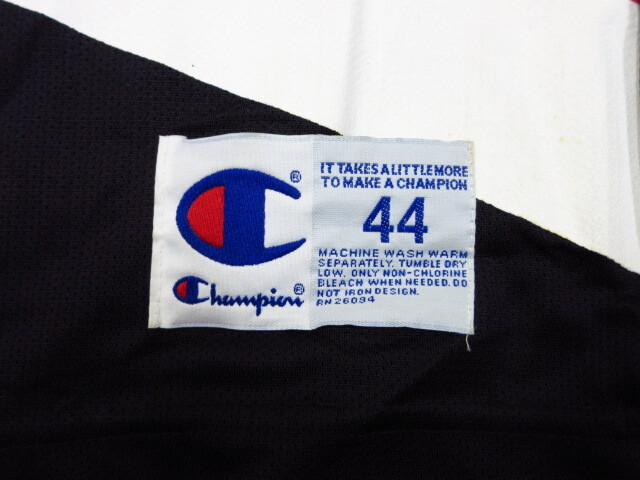 ®
Champion®
IT TAKES A LITTLE MORE
TO MAKE A CHAMPION
44
MACHINE WASH WARM
SEPARATELY. TUMBLE DRY
LOW. ONLY NON-CHLORINE
BLEACH WHEN NEEDED. DO
NOT IRON DESIGN.
RN 26094